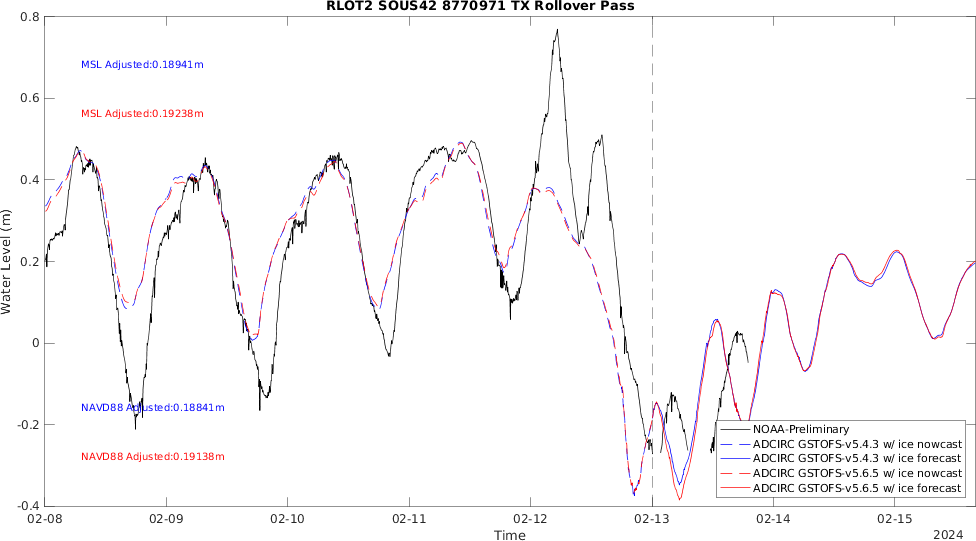 RLOT2 SOUS42 8770971 TX Rollover Pass
0.8
0.6
0.4
0.2
0
-0.2
-0.4
Water Level (m)
MSL Adjusted:0.18941m
MSL Adjusted:0.19238m
NAVD88 Adjusted:0.18841m
NAVD88 Adjusted:0.19138m
NOAA-Preliminary
ADCIRC GSTOFS-v5.4.3 w/ ice nowcast
ADCIRC GSTOFS-v5.4.3 w/ ice forecast
ADCIRC GSTOFS-v5.6.5 w/ ice nowcast
ADCIRC GSTOFS-v5.6.5 w/ ice forecast
02-08 02-09 02-10 02-11 02-12 02-13 02-14 02-15
Time
2024